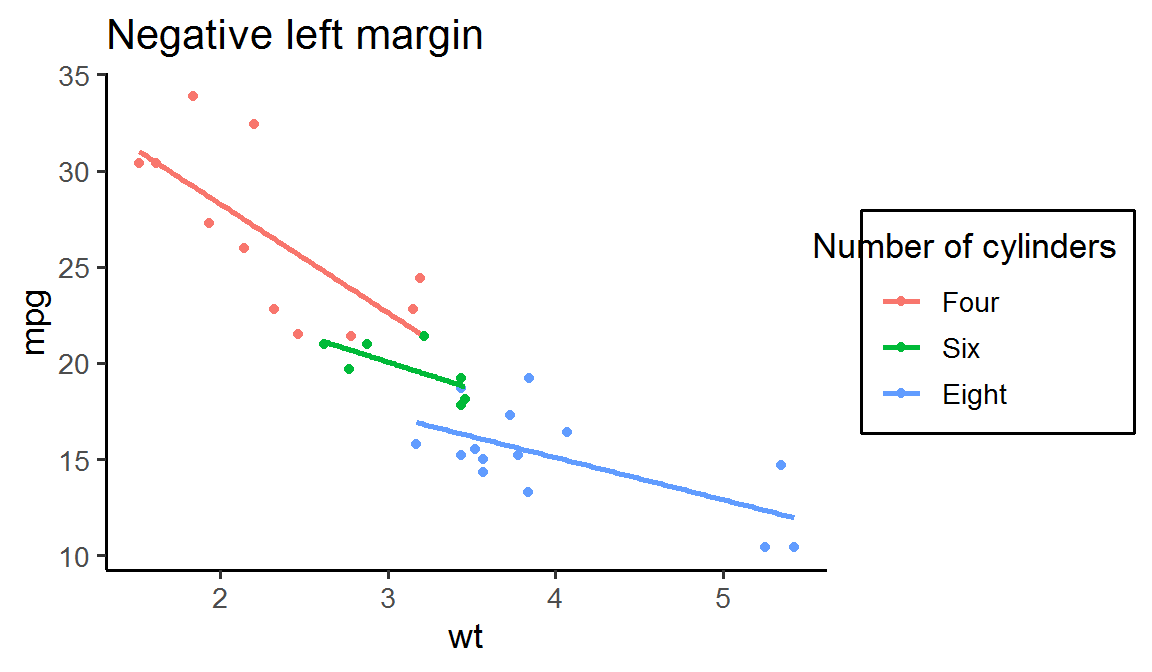 Negative left margin
35
30
25
20
15
10
mpg
2 3 4 5
wt
Number of cylinders
Four
Six
Eight